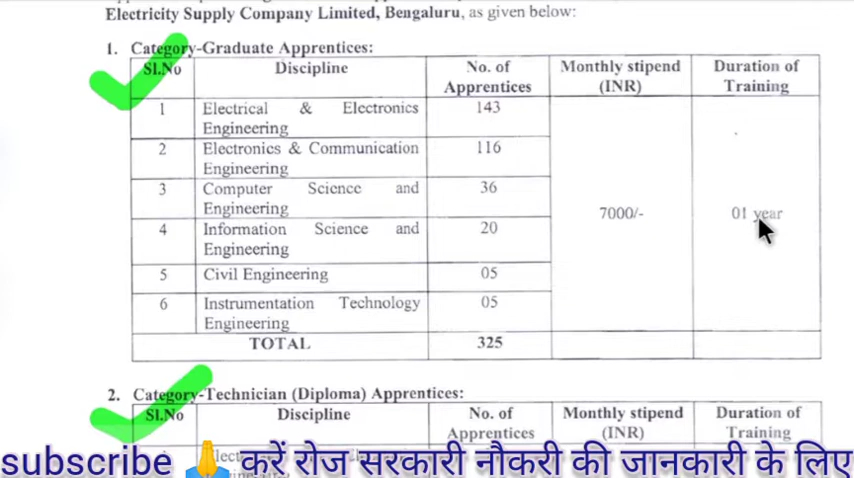 Electricity Supply Company Limited, Bengaluru, as given below:
1. Category-Graduate Apprentices:
Sl.No Discipline No. of Apprentices Monthly stipend (INR) Duration of Training
1 Electrical & Electronics Engineering 143
2 Electronics & Communication Engineering 116
3 Computer Science and Engineering 36
7000/- 01 year
4 Information Science and Engineering 20
5 Civil Engineering 05
6 Instrumentation Technology Engineering 05
TOTAL 325
2. Category-Technician (Diploma) Apprentices:
Sl.No Discipline No. of Apprentices Monthly stipend (INR) Duration of Training
subscribe 🙏 करें रोज सरकारी नौकरी की जानकारी के लिए